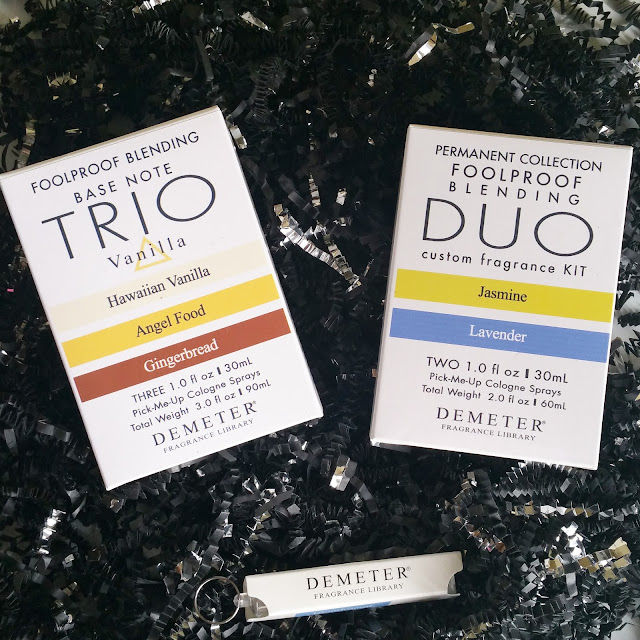 FOOLPROOF BLENDING
BASE NOTE
TRIO
Vanilla
Hawaiian Vanilla
Angel Food
Gingerbread
THREE 1.0 fl oz | 30mL
Pick-Me-Up Cologne Sprays
Total Weight 3.0 fl oz | 90mL
DEMETER®
FRAGRANCE LIBRARY
PERMANENT COLLECTION
FOOLPROOF
BLENDING
DUO
custom fragrance KIT
Jasmine
Lavender
TWO 1.0 fl oz | 30mL
Pick-Me-Up Cologne Sprays
Total Weight 2.0 fl oz | 60mL
DEMETER®
FRAGRANCE LIBRARY
DEMETER®
FRAGRANCE LIBRARY